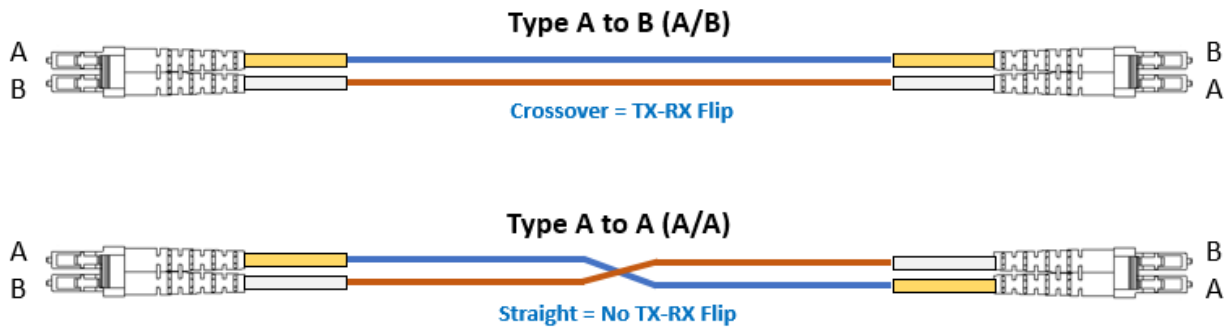 Type A to B (A/B)
A
B
B
A
Crossover = TX-RX Flip
Type A to A (A/A)
A
B
B
A
Straight = No TX-RX Flip